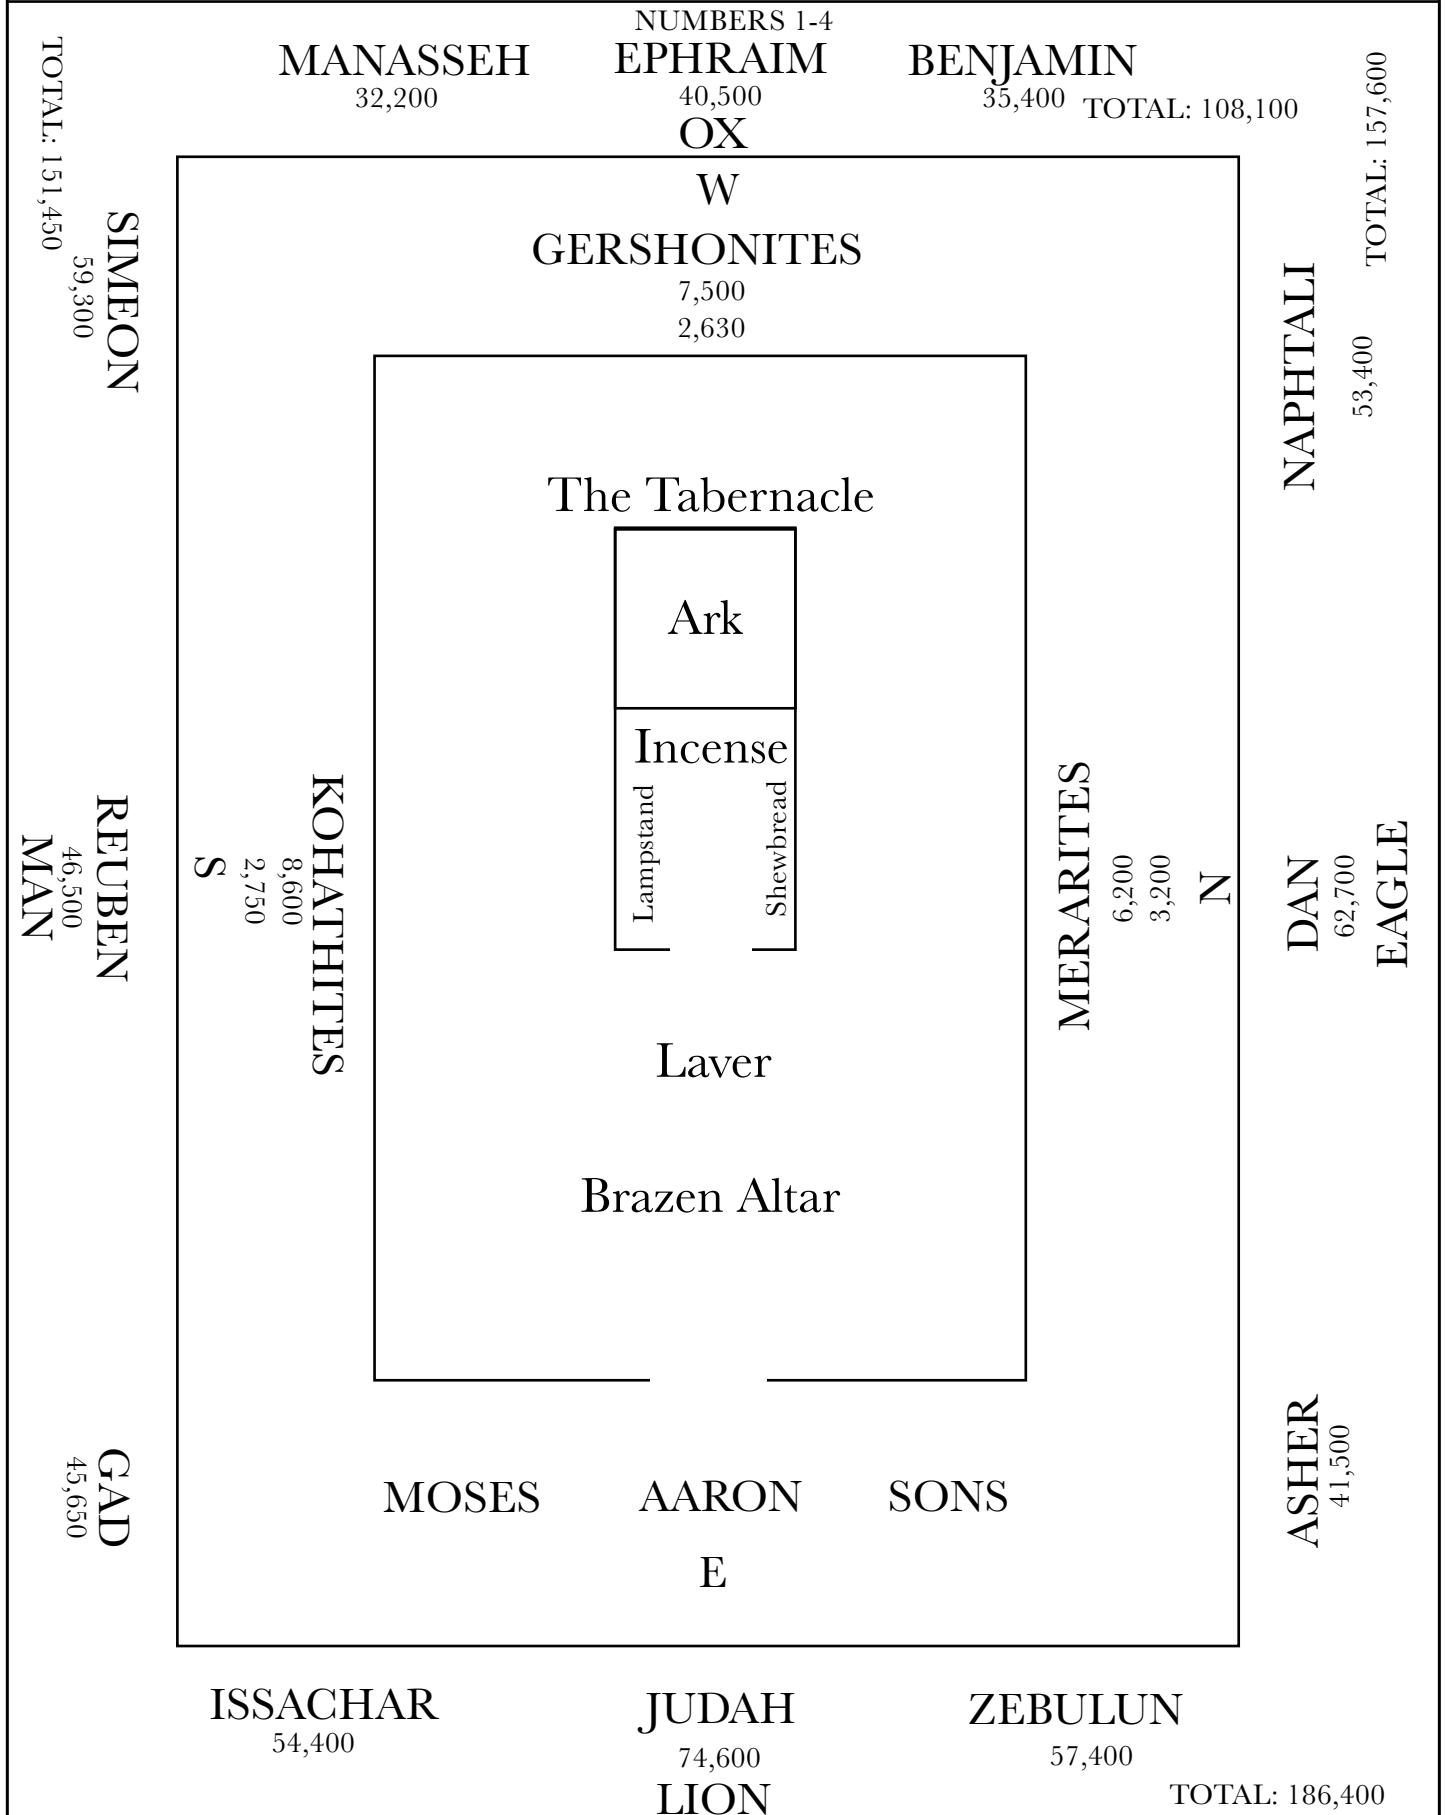 NUMBERS 1-4
MANASSEH
32,200
EPHRAIM
40,500
OX
BENJAMIN
35,400
TOTAL: 108,100
TOTAL: 151,450
SIMEON
59,300
REUBEN
46,500
MAN
GAD
45,650
W
GERSHONITES
7,500
2,630
KOHATHITES
8,600
2,750
S
The Tabernacle
Ark
Incense
Lampstand
Shewbread
Laver
Brazen Altar
MERARITES
6,200
3,200
N
TOTAL: 157,600
NAPHTALI
53,400
DAN
62,700
EAGLE
ASHER
41,500
MOSES AARON SONS
E
ISSACHAR
54,400
JUDAH
74,600
LION
ZEBULUN
57,400
TOTAL: 186,400